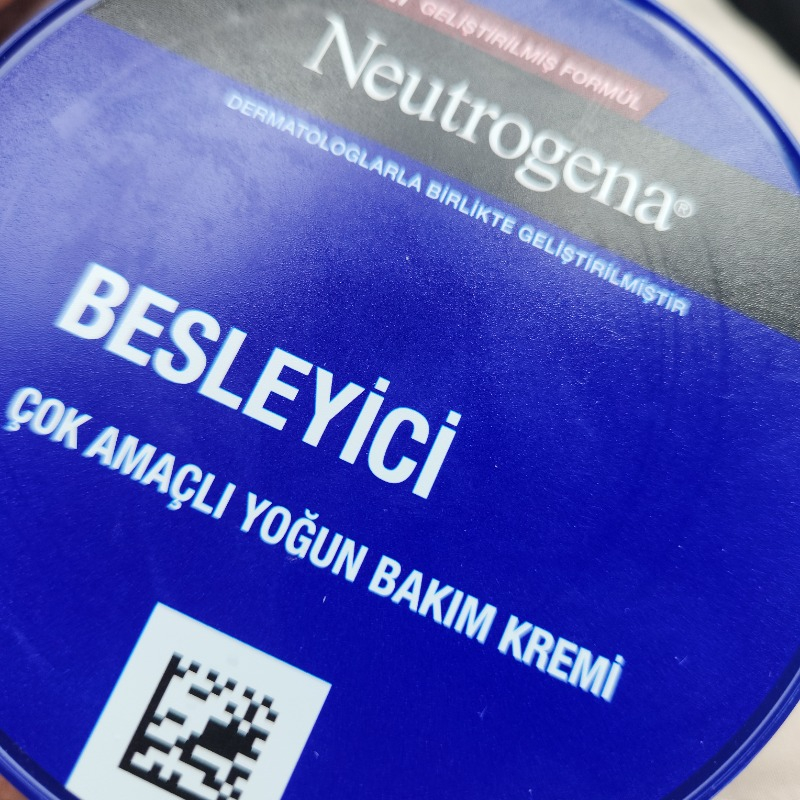 GELİŞTİRİLMİŞ FORMÜL
Neutrogena®
DERMATOLOGLARLA BİRLİKTE GELİŞTİRİLMİŞTİR
BESLEYİCİ
ÇOK AMAÇLI YOĞUN BAKIM KREMİ